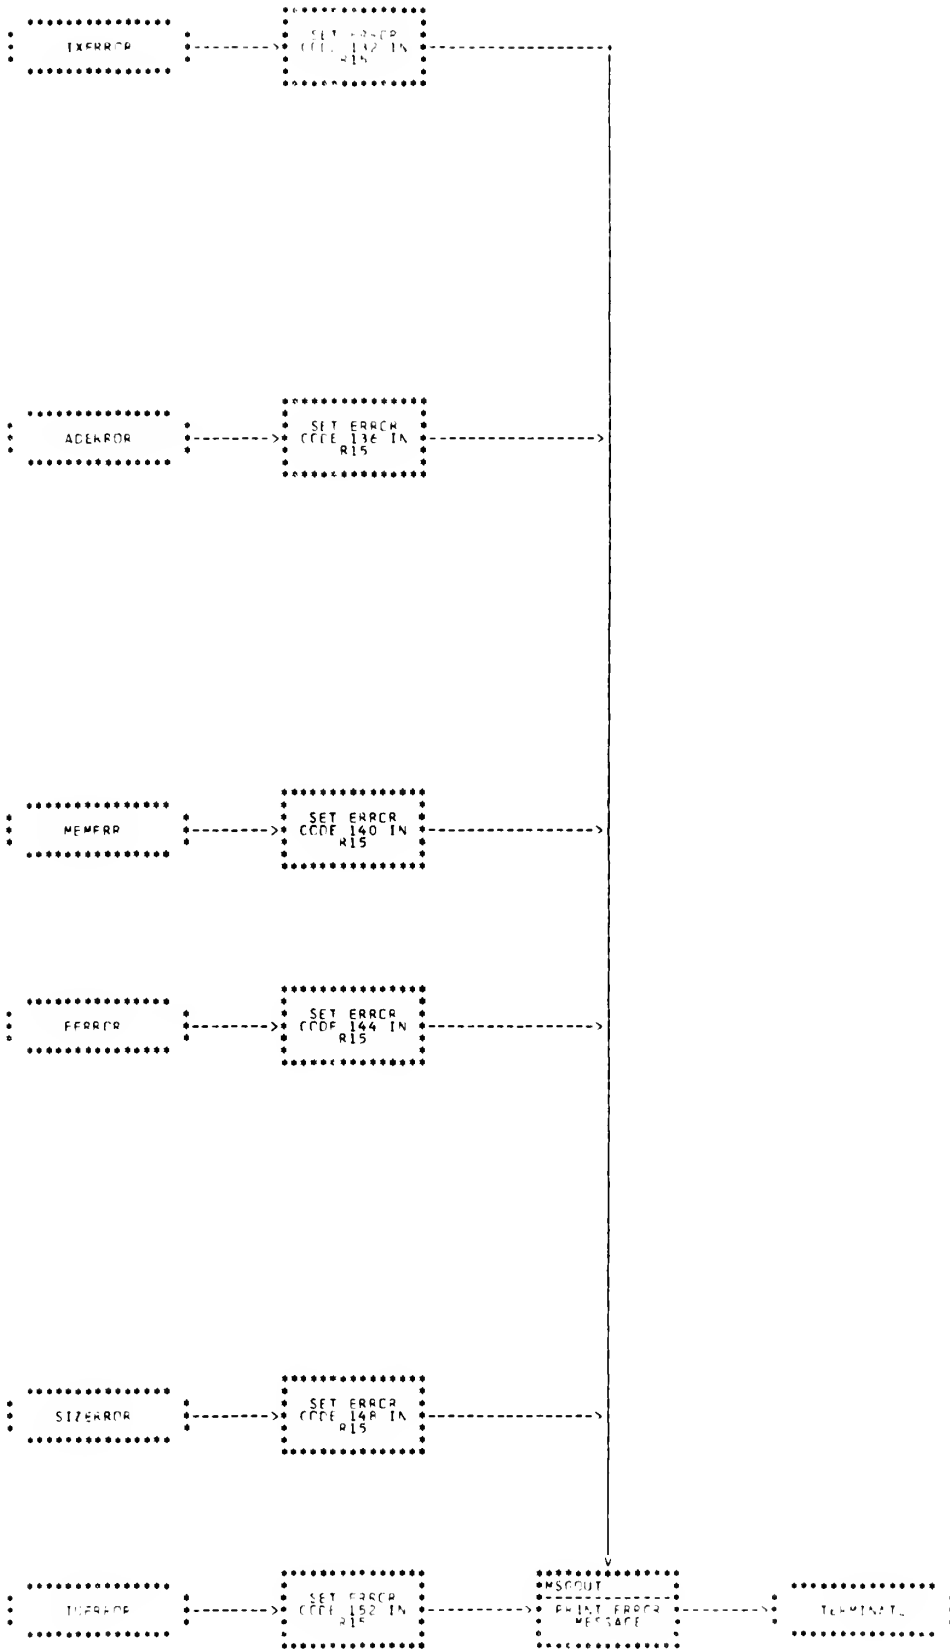 IXERROR
SET ERROR
CODE 132 IN
R15
ADERROR
SET ERROR
CODE 136 IN
R15
MEMERR
SET ERROR
CODE 140 IN
R15
SET ERROR
CODE 144 IN
R15
SIZERROR
SET ERROR
CODE 148 IN
R15
SET ERROR
CODE 152 IN
R15
MSGOUT
PRINT ERROR
MESSAGE
TERMINATE